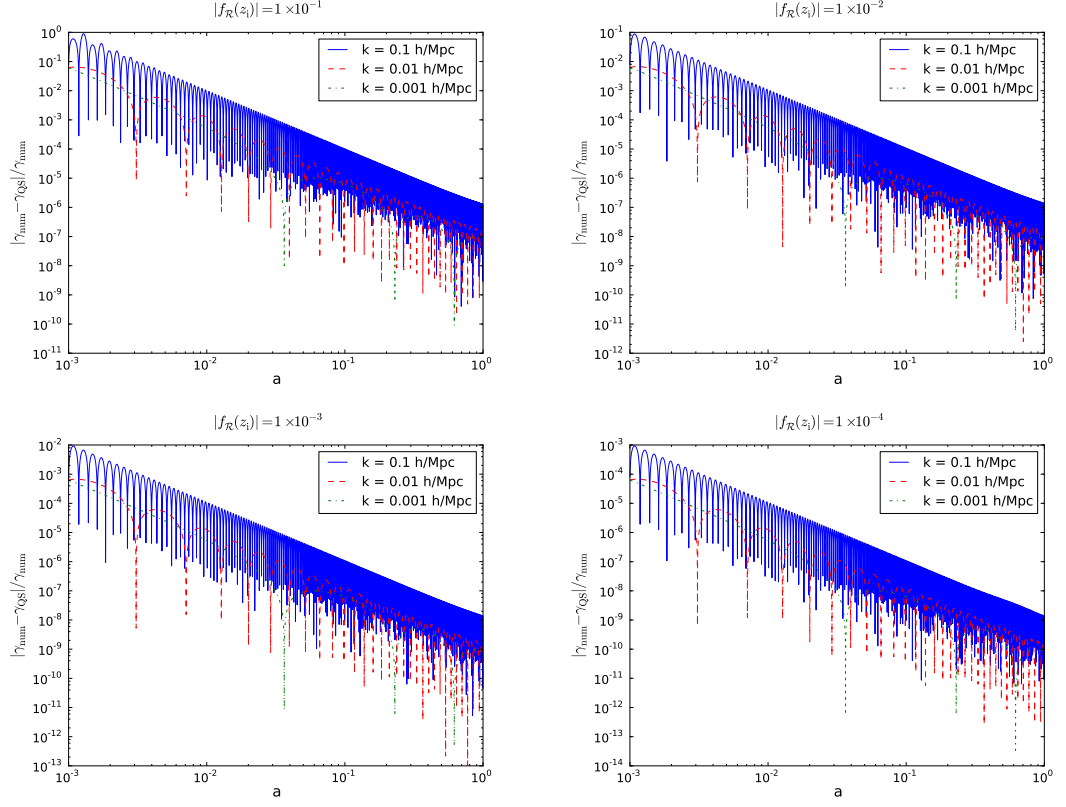 |f_ℛ(z_i)| = 1×10^-1
10^0
10^-1
10^-2
10^-3
10^-4
10^-5
10^-6
10^-7
10^-8
10^-9
10^-10
10^-11
|γ_num − γ_QS|/γ_num
k = 0.1 h/Mpc
k = 0.01 h/Mpc
k = 0.001 h/Mpc
10^-3 10^-2 10^-1 10^0
a
|f_ℛ(z_i)| = 1×10^-2
10^-1
10^-2
10^-3
10^-4
10^-5
10^-6
10^-7
10^-8
10^-9
10^-10
10^-11
10^-12
|γ_num − γ_QS|/γ_num
k = 0.1 h/Mpc
k = 0.01 h/Mpc
k = 0.001 h/Mpc
10^-3 10^-2 10^-1 10^0
a
|f_ℛ(z_i)| = 1×10^-3
10^-2
10^-3
10^-4
10^-5
10^-6
10^-7
10^-8
10^-9
10^-10
10^-11
10^-12
10^-13
|γ_num − γ_QS|/γ_num
k = 0.1 h/Mpc
k = 0.01 h/Mpc
k = 0.001 h/Mpc
10^-3 10^-2 10^-1 10^0
a
|f_ℛ(z_i)| = 1×10^-4
10^-3
10^-4
10^-5
10^-6
10^-7
10^-8
10^-9
10^-10
10^-11
10^-12
10^-13
10^-14
|γ_num − γ_QS|/γ_num
k = 0.1 h/Mpc
k = 0.01 h/Mpc
k = 0.001 h/Mpc
10^-3 10^-2 10^-1 10^0
a